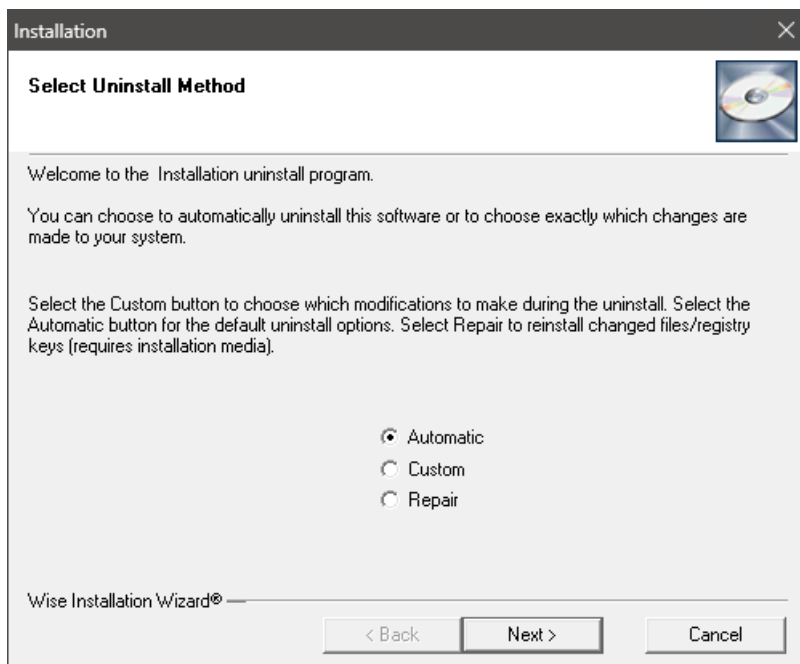 Installation
Select Uninstall Method
Welcome to the  Installation uninstall program.
You can choose to automatically uninstall this software or to choose exactly which changes are
made to your system.
Select the Custom button to choose which modifications to make during the uninstall. Select the
Automatic button for the default uninstall options. Select Repair to reinstall changed files/registry
keys (requires installation media).
Automatic
Custom
Repair
Wise Installation Wizard®
< Back Next > Cancel